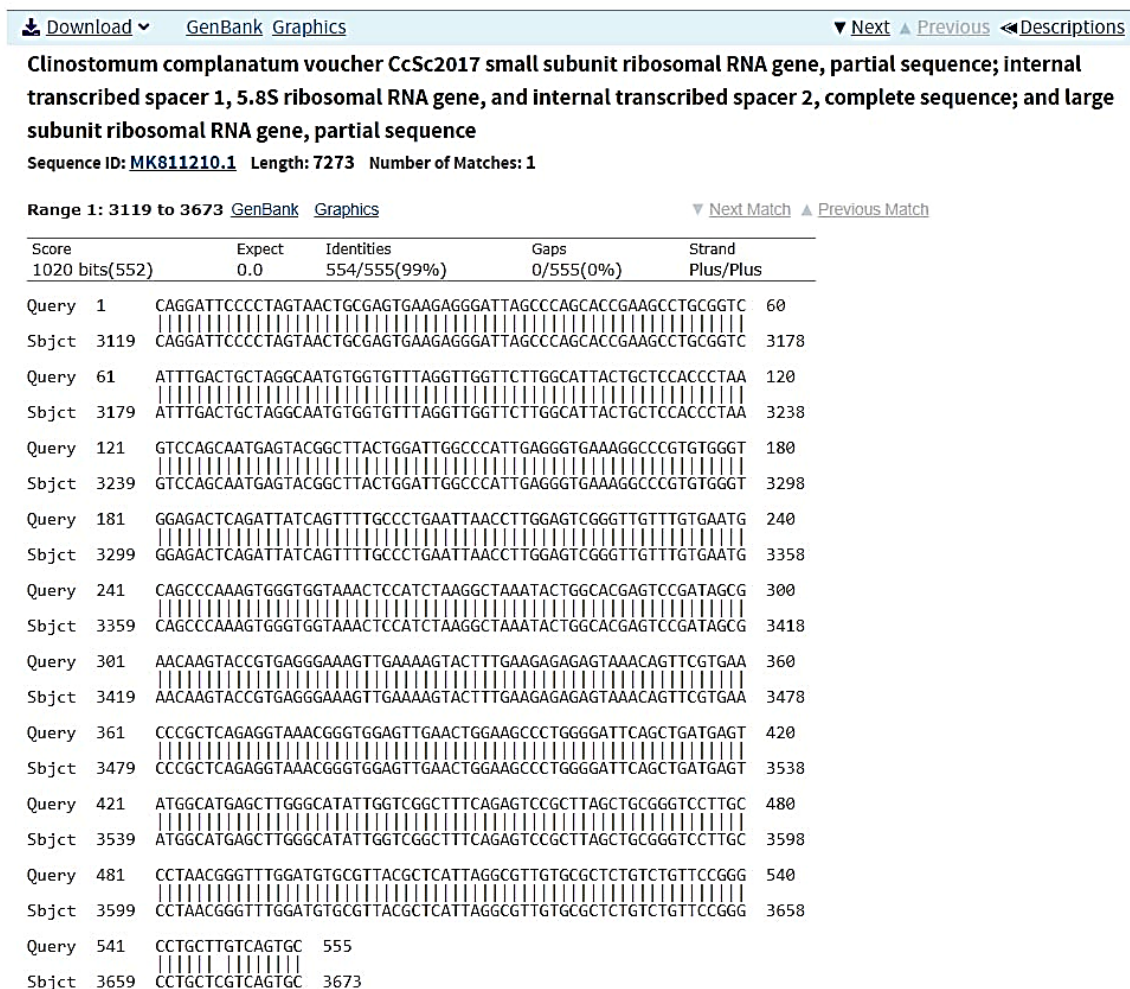 Download GenBank Graphics Next Previous Descriptions
Clinostomum complanatum voucher CcSc2017 small subunit ribosomal RNA gene, partial sequence; internal
transcribed spacer 1, 5.8S ribosomal RNA gene, and internal transcribed spacer 2, complete sequence; and large
subunit ribosomal RNA gene, partial sequence
Sequence ID: MK811210.1 Length: 7273 Number of Matches: 1
Range 1: 3119 to 3673 GenBank Graphics Next Match Previous Match
Score Expect Identities Gaps Strand
1020 bits(552) 0.0 554/555(99%) 0/555(0%) Plus/Plus
Query 1 CAGGATTCCCCTAGTAACTGCGAGTGAAGAGGGATTAGCCCAGCACCGAAGCCTGCGGTC 60
Sbjct 3119 CAGGATTCCCCTAGTAACTGCGAGTGAAGAGGGATTAGCCCAGCACCGAAGCCTGCGGTC 3178
Query 61 ATTTGACTGCTAGGCAATGTGGTGTTTAGGTTGGTTCTTGGCATTACTGCTCCACCCTAA 120
Sbjct 3179 ATTTGACTGCTAGGCAATGTGGTGTTTAGGTTGGTTCTTGGCATTACTGCTCCACCCTAA 3238
Query 121 GTCCAGCAATGAGTACGGCTTACTGGATTGGCCCATTGAGGGTGAAAGGCCCGTGTGGGT 180
Sbjct 3239 GTCCAGCAATGAGTACGGCTTACTGGATTGGCCCATTGAGGGTGAAAGGCCCGTGTGGGT 3298
Query 181 GGAGACTCAGATTATCAGTTTTGCCCTGAATTAACCTTGGAGTCGGGTTGTTTGTGAATG 240
Sbjct 3299 GGAGACTCAGATTATCAGTTTTGCCCTGAATTAACCTTGGAGTCGGGTTGTTTGTGAATG 3358
Query 241 CAGCCCAAAGTGGGTGGTAAACTCCATCTAAGGCTAAATACTGGCACGAGTCCGATAGCG 300
Sbjct 3359 CAGCCCAAAGTGGGTGGTAAACTCCATCTAAGGCTAAATACTGGCACGAGTCCGATAGCG 3418
Query 301 AACAAGTACCGTGAGGGAAAGTTGAAAAGTACTTTGAAGAGAGAGTAAACAGTTCGTGAA 360
Sbjct 3419 AACAAGTACCGTGAGGGAAAGTTGAAAAGTACTTTGAAGAGAGAGTAAACAGTTCGTGAA 3478
Query 361 CCCGCTCAGAGGTAAACGGGTGGAGTTGAACTGGAAGCCCTGGGGATTCAGCTGATGAGT 420
Sbjct 3479 CCCGCTCAGAGGTAAACGGGTGGAGTTGAACTGGAAGCCCTGGGGATTCAGCTGATGAGT 3538
Query 421 ATGGCATGAGCTTGGGCATATTGGTCGGCTTTCAGAGTCCGCTTAGCTGCGGGTCCTTGC 480
Sbjct 3539 ATGGCATGAGCTTGGGCATATTGGTCGGCTTTCAGAGTCCGCTTAGCTGCGGGTCCTTGC 3598
Query 481 CCTAACGGGTTTGGATGTGCGTTACGCTCATTAGGCGTTGTGCGCTCTGTCTGTTCCGGG 540
Sbjct 3599 CCTAACGGGTTTGGATGTGCGTTACGCTCATTAGGCGTTGTGCGCTCTGTCTGTTCCGGG 3658
Query 541 CCTGCTTGTCAGTGC 555
Sbjct 3659 CCTGCTCGTCAGTGC 3673